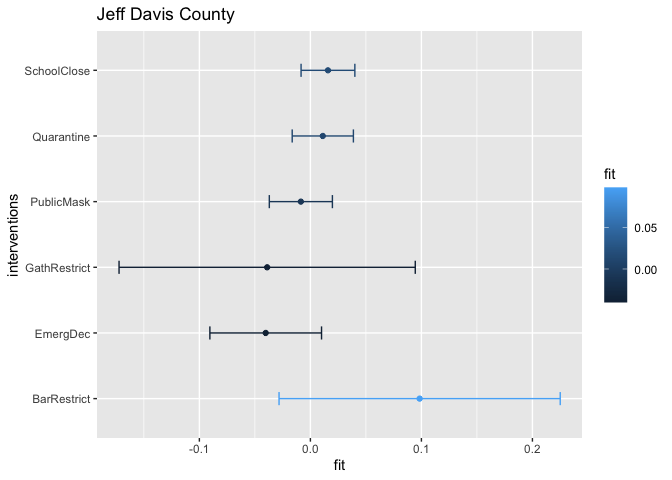 Jeff Davis County
SchoolClose
Quarantine
PublicMask
GathRestrict
EmergDec
BarRestrict
interventions
-0.1
0.0
0.1
0.2
fit
fit
0.05
0.00